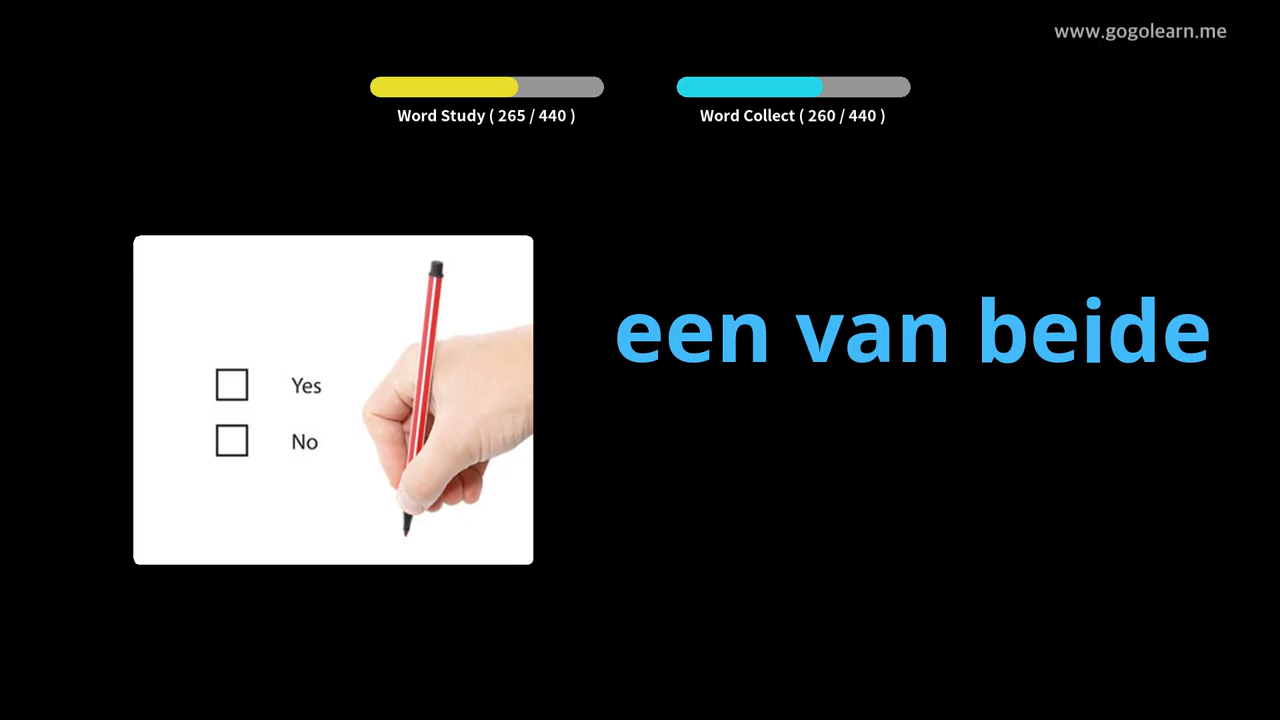 www.gogolearn.me
Word Study ( 265 / 440 )
Word Collect ( 260 / 440 )
Yes
No
een van beide